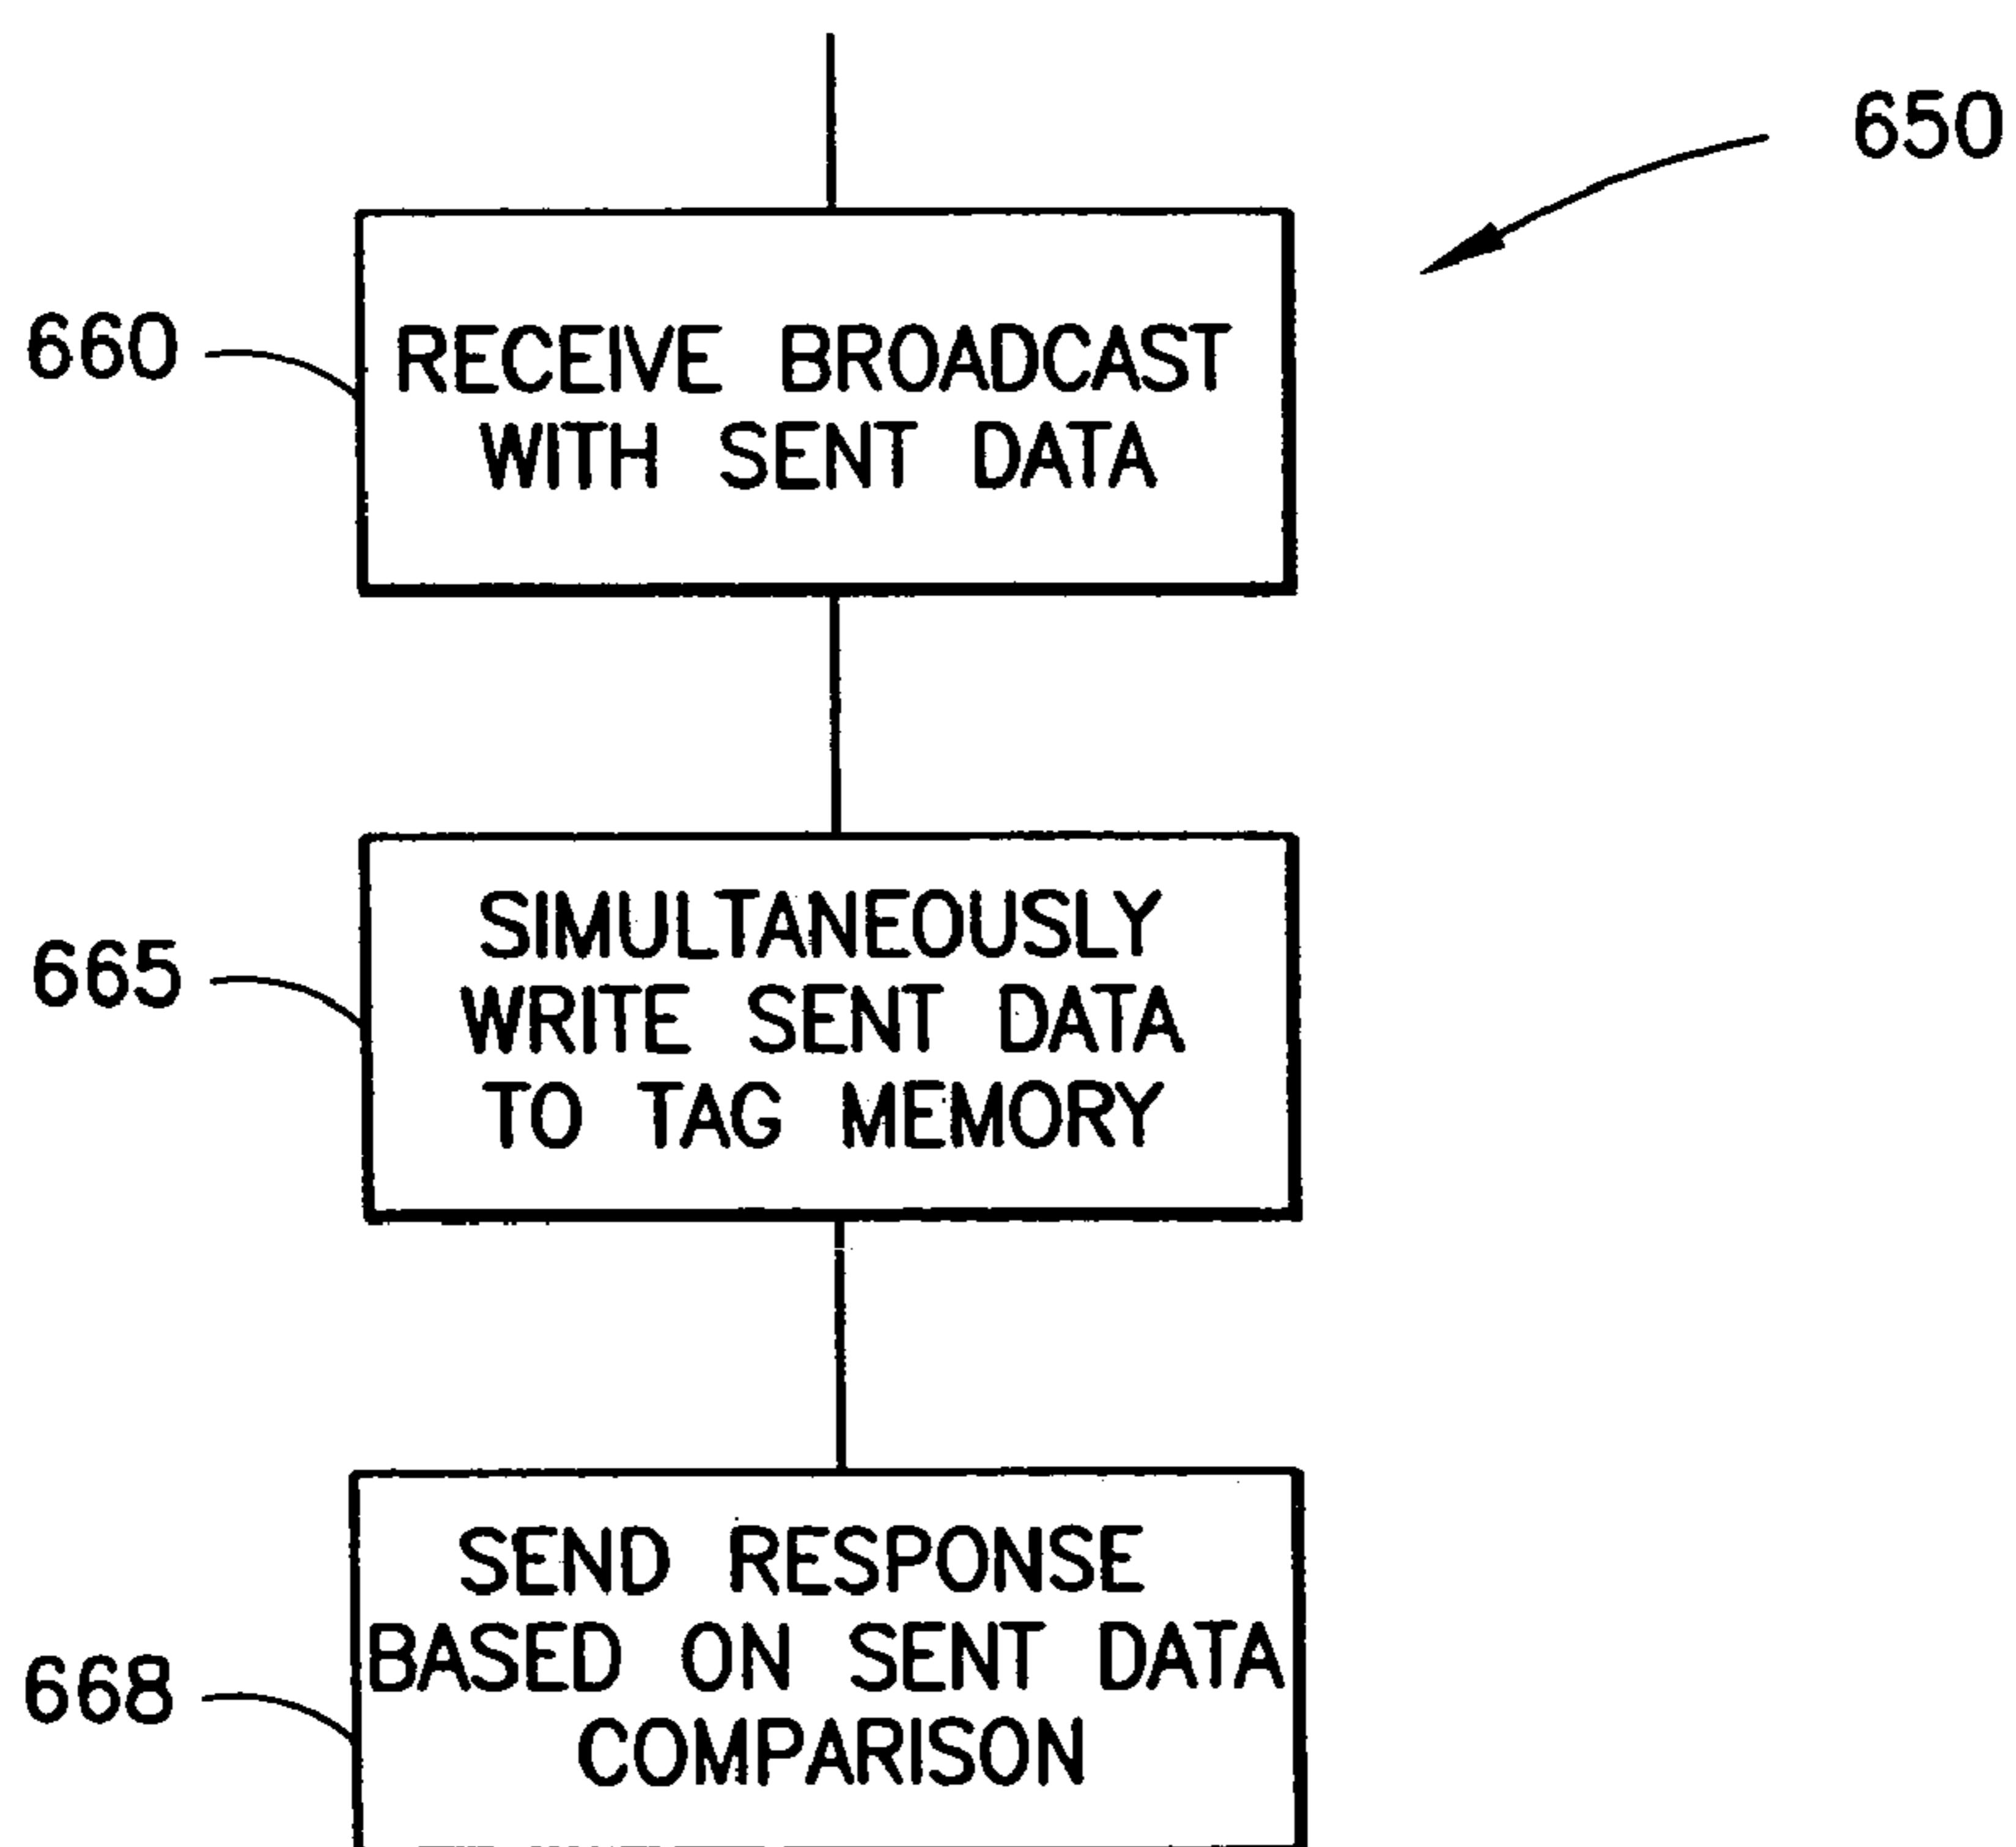 650
660
RECEIVE BROADCAST
WITH SENT DATA
665
SIMULTANEOUSLY
WRITE SENT DATA
TO TAG MEMORY
668
SEND RESPONSE
BASED ON SENT DATA
COMPARISON